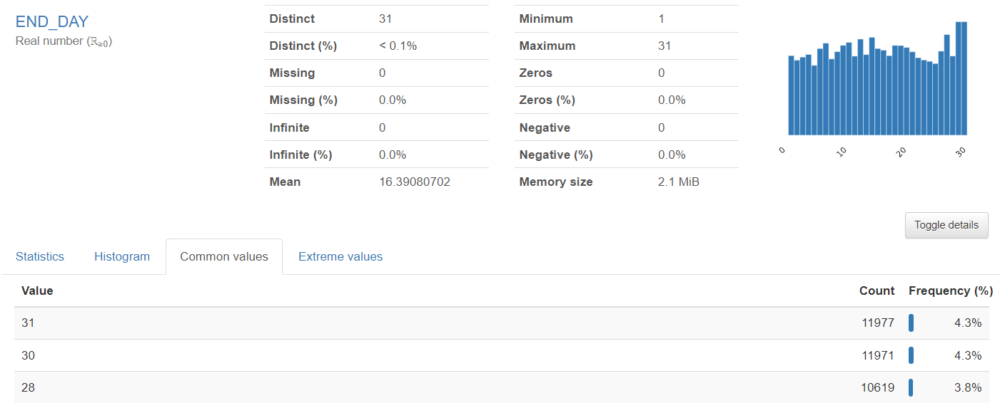 END_DAY
Real number (ℝ≥0)
Distinct 31
Distinct (%) < 0.1%
Missing 0
Missing (%) 0.0%
Infinite 0
Infinite (%) 0.0%
Mean 16.39080702
Minimum 1
Maximum 31
Zeros 0
Zeros (%) 0.0%
Negative 0
Negative (%) 0.0%
Memory size 2.1 MiB
0 10 20 30
Toggle details
Statistics Histogram Common values Extreme values
Value Count Frequency (%)
31 11977 4.3%
30 11971 4.3%
28 10619 3.8%